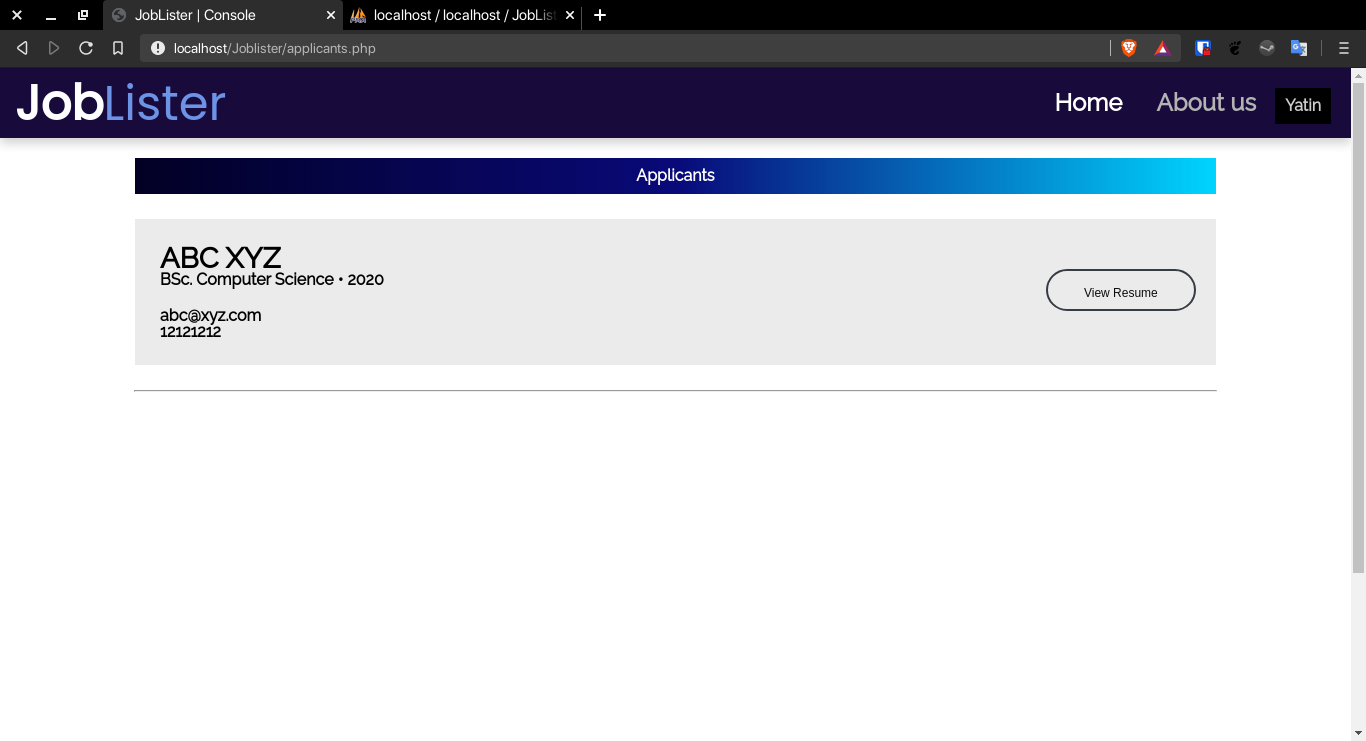 JobLister | Console
localhost / localhost / JobList
localhost/Joblister/applicants.php
JobLister
Home
About us
Yatin
Applicants
ABC XYZ
BSc. Computer Science • 2020
abc@xyz.com
12121212
View Resume